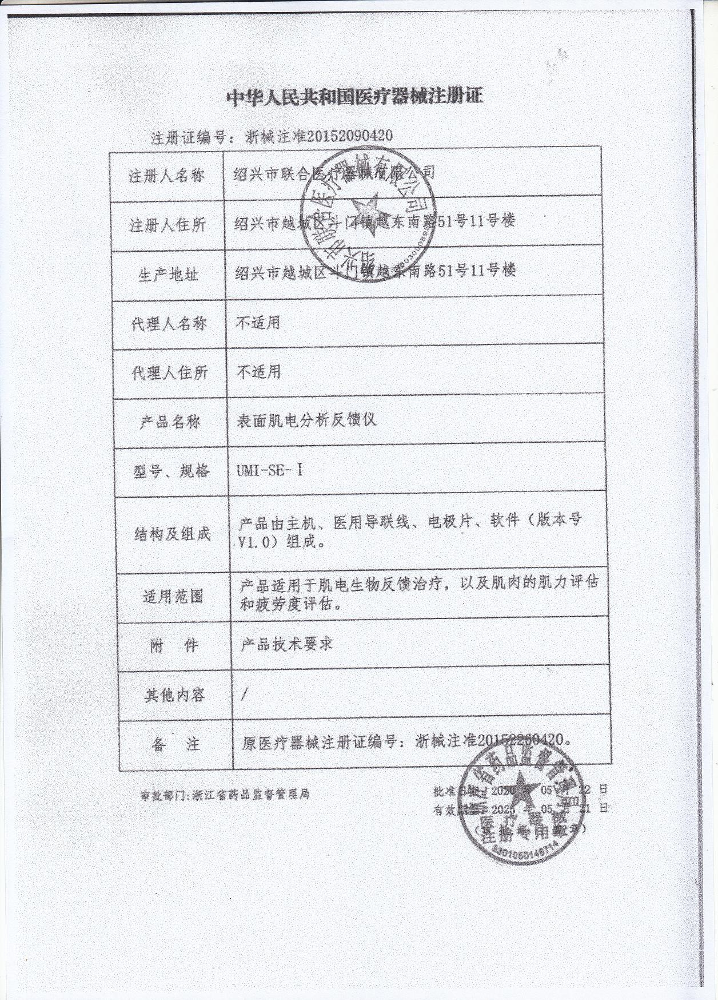 中华人民共和国医疗器械注册证
注册证编号：浙械注准20152090420
注册人名称 绍兴市联合医疗器械有限公司
注册人住所 绍兴市越城区斗门镇越东南路51号11号楼
生产地址 绍兴市越城区斗门镇越东南路51号11号楼
代理人名称 不适用
代理人住所 不适用
产品名称 表面肌电分析反馈仪
型号、规格 UMI-SE-Ⅰ
结构及组成 产品由主机、医用导联线、电极片、软件（版本号
V1.0）组成。
适用范围 产品适用于肌电生物反馈治疗，以及肌肉的肌力评估
和疲劳度评估。
附 件 产品技术要求
其他内容 /
备 注 原医疗器械注册证编号：浙械注准20152260420。
审批部门:浙江省药品监督管理局
批准日期：2020 年 05 月 22 日
有效期至：2025 年 05 月 21 日
绍兴市联合医疗器械有限公司
浙江省药品监督管理局
医疗器械
注册专用章
3301050148714